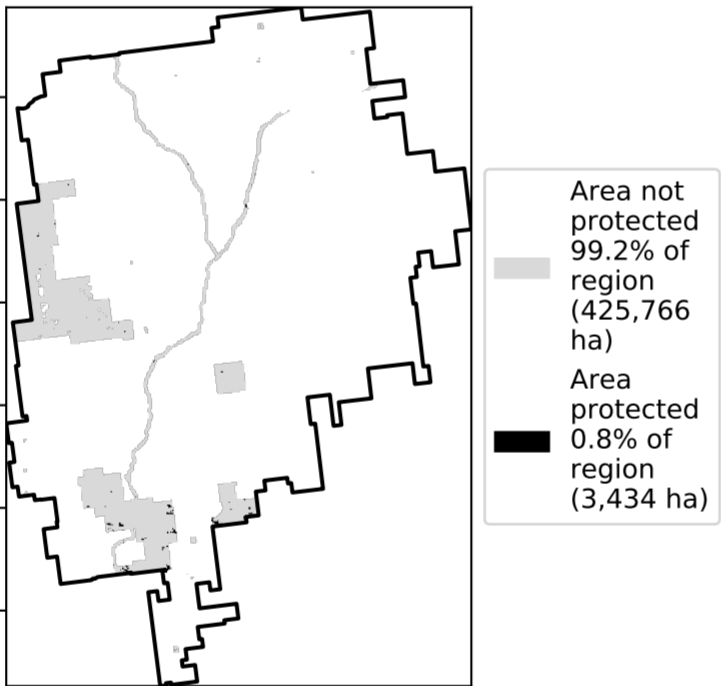 Area not
protected
99.2% of
region
(425,766
ha)
Area
protected
0.8% of
region
(3,434 ha)